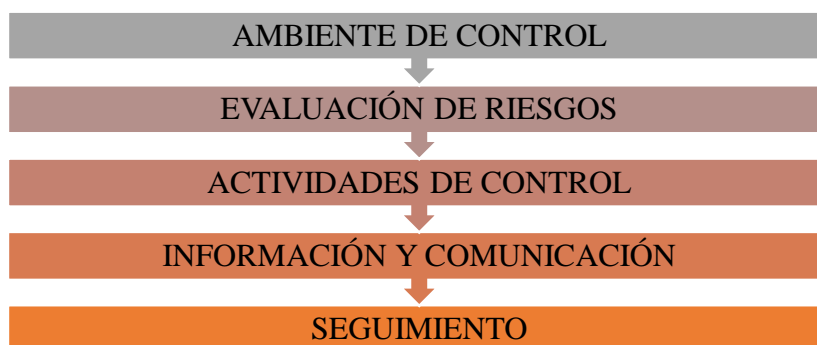 AMBIENTE DE CONTROL
EVALUACIÓN DE RIESGOS
ACTIVIDADES DE CONTROL
INFORMACIÓN Y COMUNICACIÓN
SEGUIMIENTO